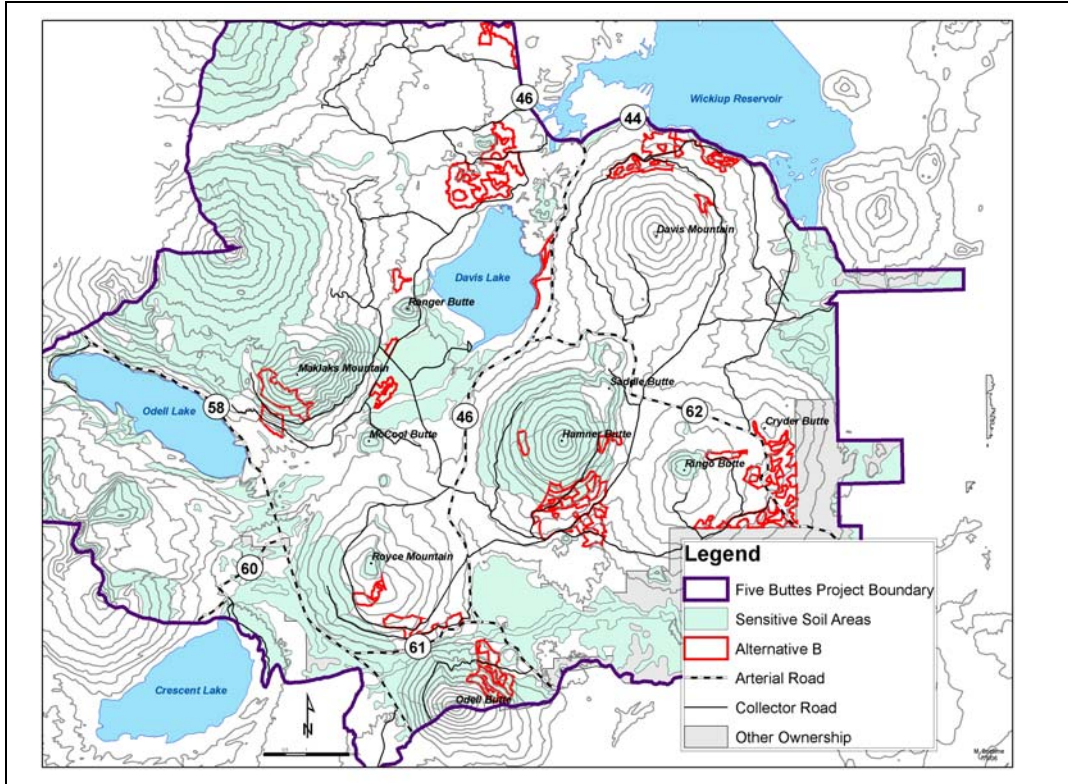 46
Wickiup Reservoir
44
Davis Mountain
Davis Lake
Ranger Butte
Maklaks Mountain
Saddle Butte
Odell Lake
58
46
62
Cryder Butte
McCool Butte
Hamner Butte
Ringo Butte
Royce Mountain
60
61
Crescent Lake
Odell Butte
N
Legend
Five Buttes Project Boundary
Sensitive Soil Areas
Alternative B
Arterial Road
Collector Road
Other Ownership